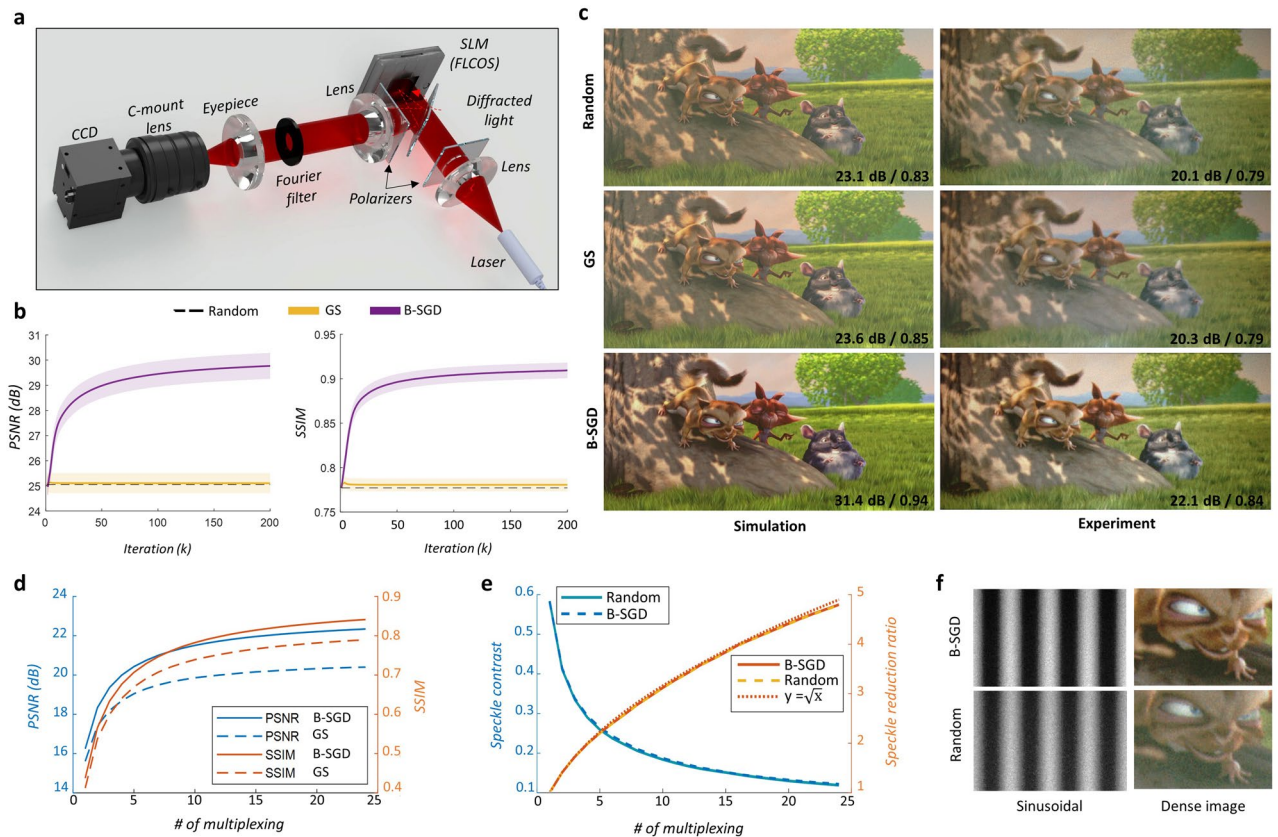 a
SLM
(FLCOS)
Lens
C-mount
lens
Eyepiece
CCD
Diffracted
light
Lens
Fourier
filter
Polarizers
Laser
b
Random
GS
B-SGD
31
30
29
28
27
26
25
24
PSNR (dB)
0
50
100
150
200
Iteration (k)
0.95
0.9
0.85
0.8
0.75
SSIM
0
50
100
150
200
Iteration (k)
c
Random
23.1 dB / 0.83
20.1 dB / 0.79
GS
23.6 dB / 0.85
20.3 dB / 0.79
B-SGD
31.4 dB / 0.94
22.1 dB / 0.84
Simulation
Experiment
d
24
22
20
18
16
14
PSNR (dB)
0.9
0.8
0.7
0.6
0.5
0.4
SSIM
PSNR B-SGD
PSNR GS
SSIM B-SGD
SSIM GS
0
5
10
15
20
25
# of multiplexing
e
0.6
0.5
0.4
0.3
0.2
0.1
Speckle contrast
Random
B-SGD
B-SGD
Random
y =√x
5
4
3
2
1
Speckle reduction ratio
0
5
10
15
20
25
# of multiplexing
f
B-SGD
Random
Sinusoidal
Dense image